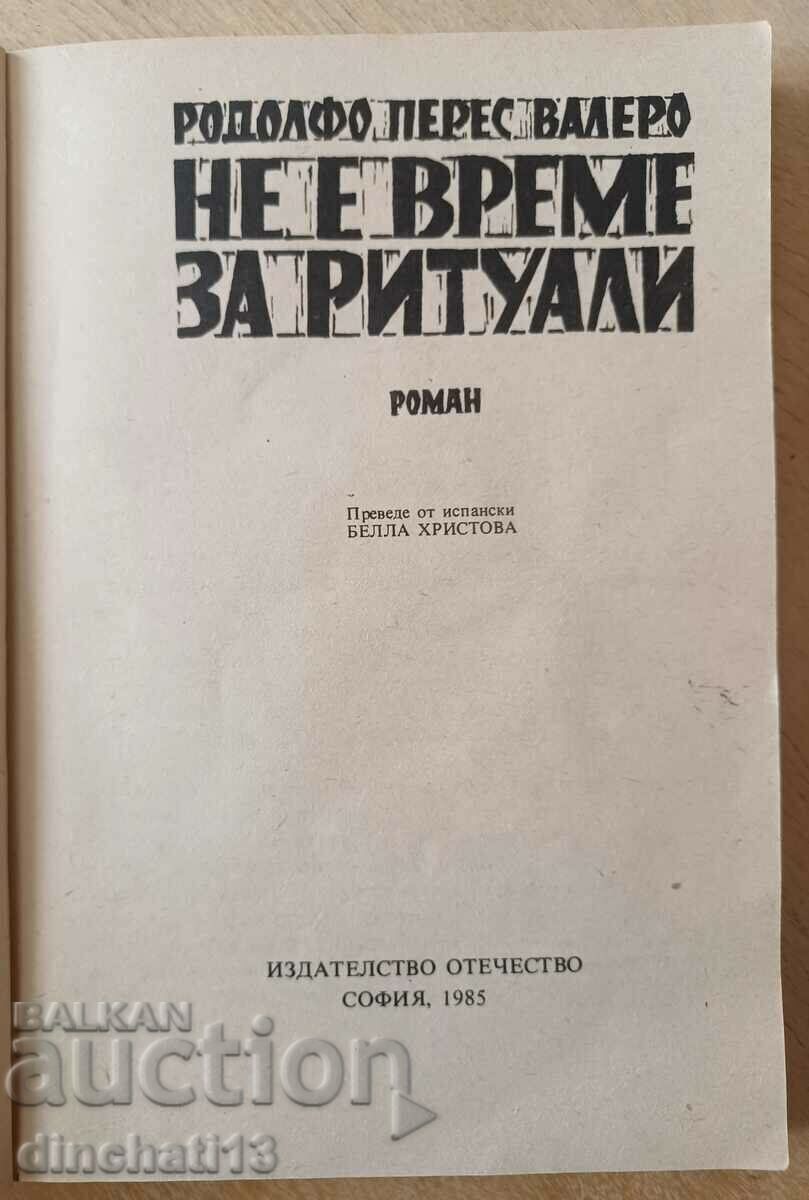 РОДОЛФО ПЕРЕС ВАЛЕРО
НЕ Е ВРЕМЕ
ЗА РИТУАЛИ
РОМАН
Преведе от испански
БЕЛЛА ХРИСТОВА
ИЗДАТЕЛСТВО ОТЕЧЕСТВО
СОФИЯ, 1985
BALKAN
auction
dinchati13